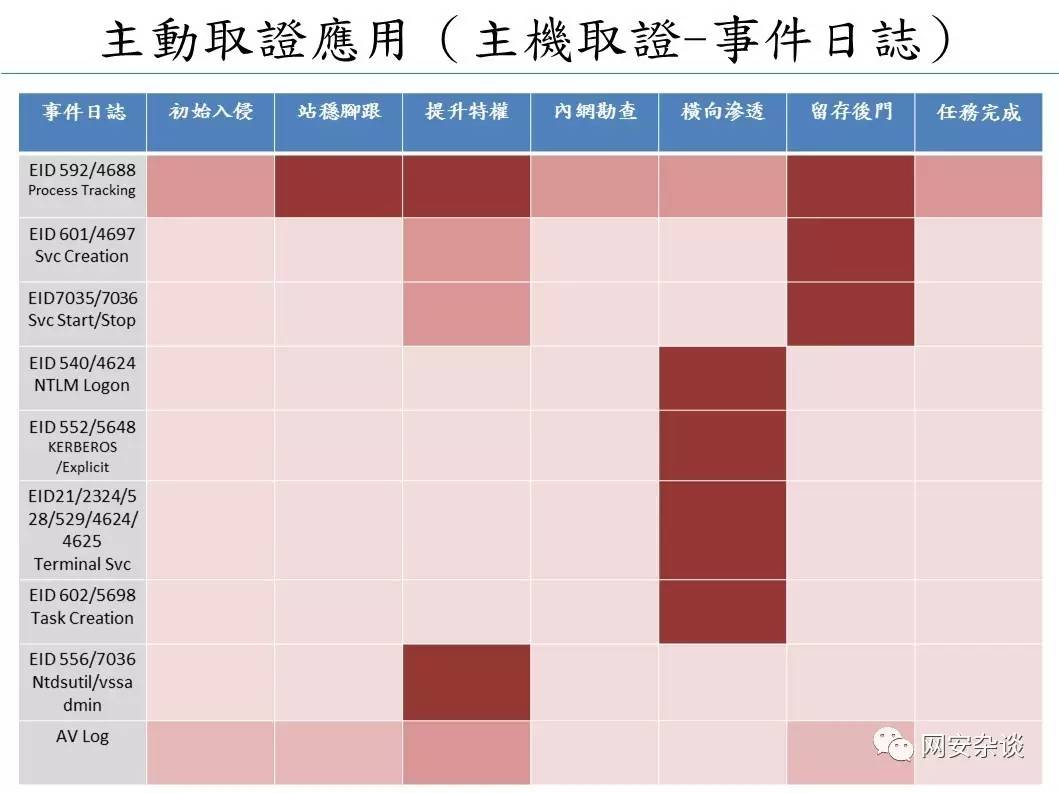 主動取證應用（主機取證-事件日誌）
事件日誌
初始入侵
站穩腳跟
提升特權
內網勘查
橫向滲透
留存後門
任務完成
EID 592/4688
Process Tracking
EID 601/4697
Svc Creation
EID7035/7036
Svc Start/Stop
EID 540/4624
NTLM Logon
EID 552/5648
KERBEROS
/Explicit
EID21/2324/5
28/529/4624/
4625
Terminal Svc
EID 602/5698
Task Creation
EID 556/7036
Ntdsutil/vssa
dmin
AV Log
网安杂谈